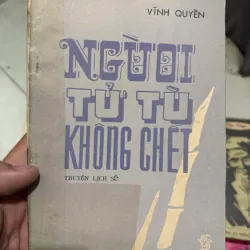 VĨNH QUYỀN
NGƯỜI
TỬ TÙ
KHÔNG CHẾT
TRUYỆN LỊCH SỬ